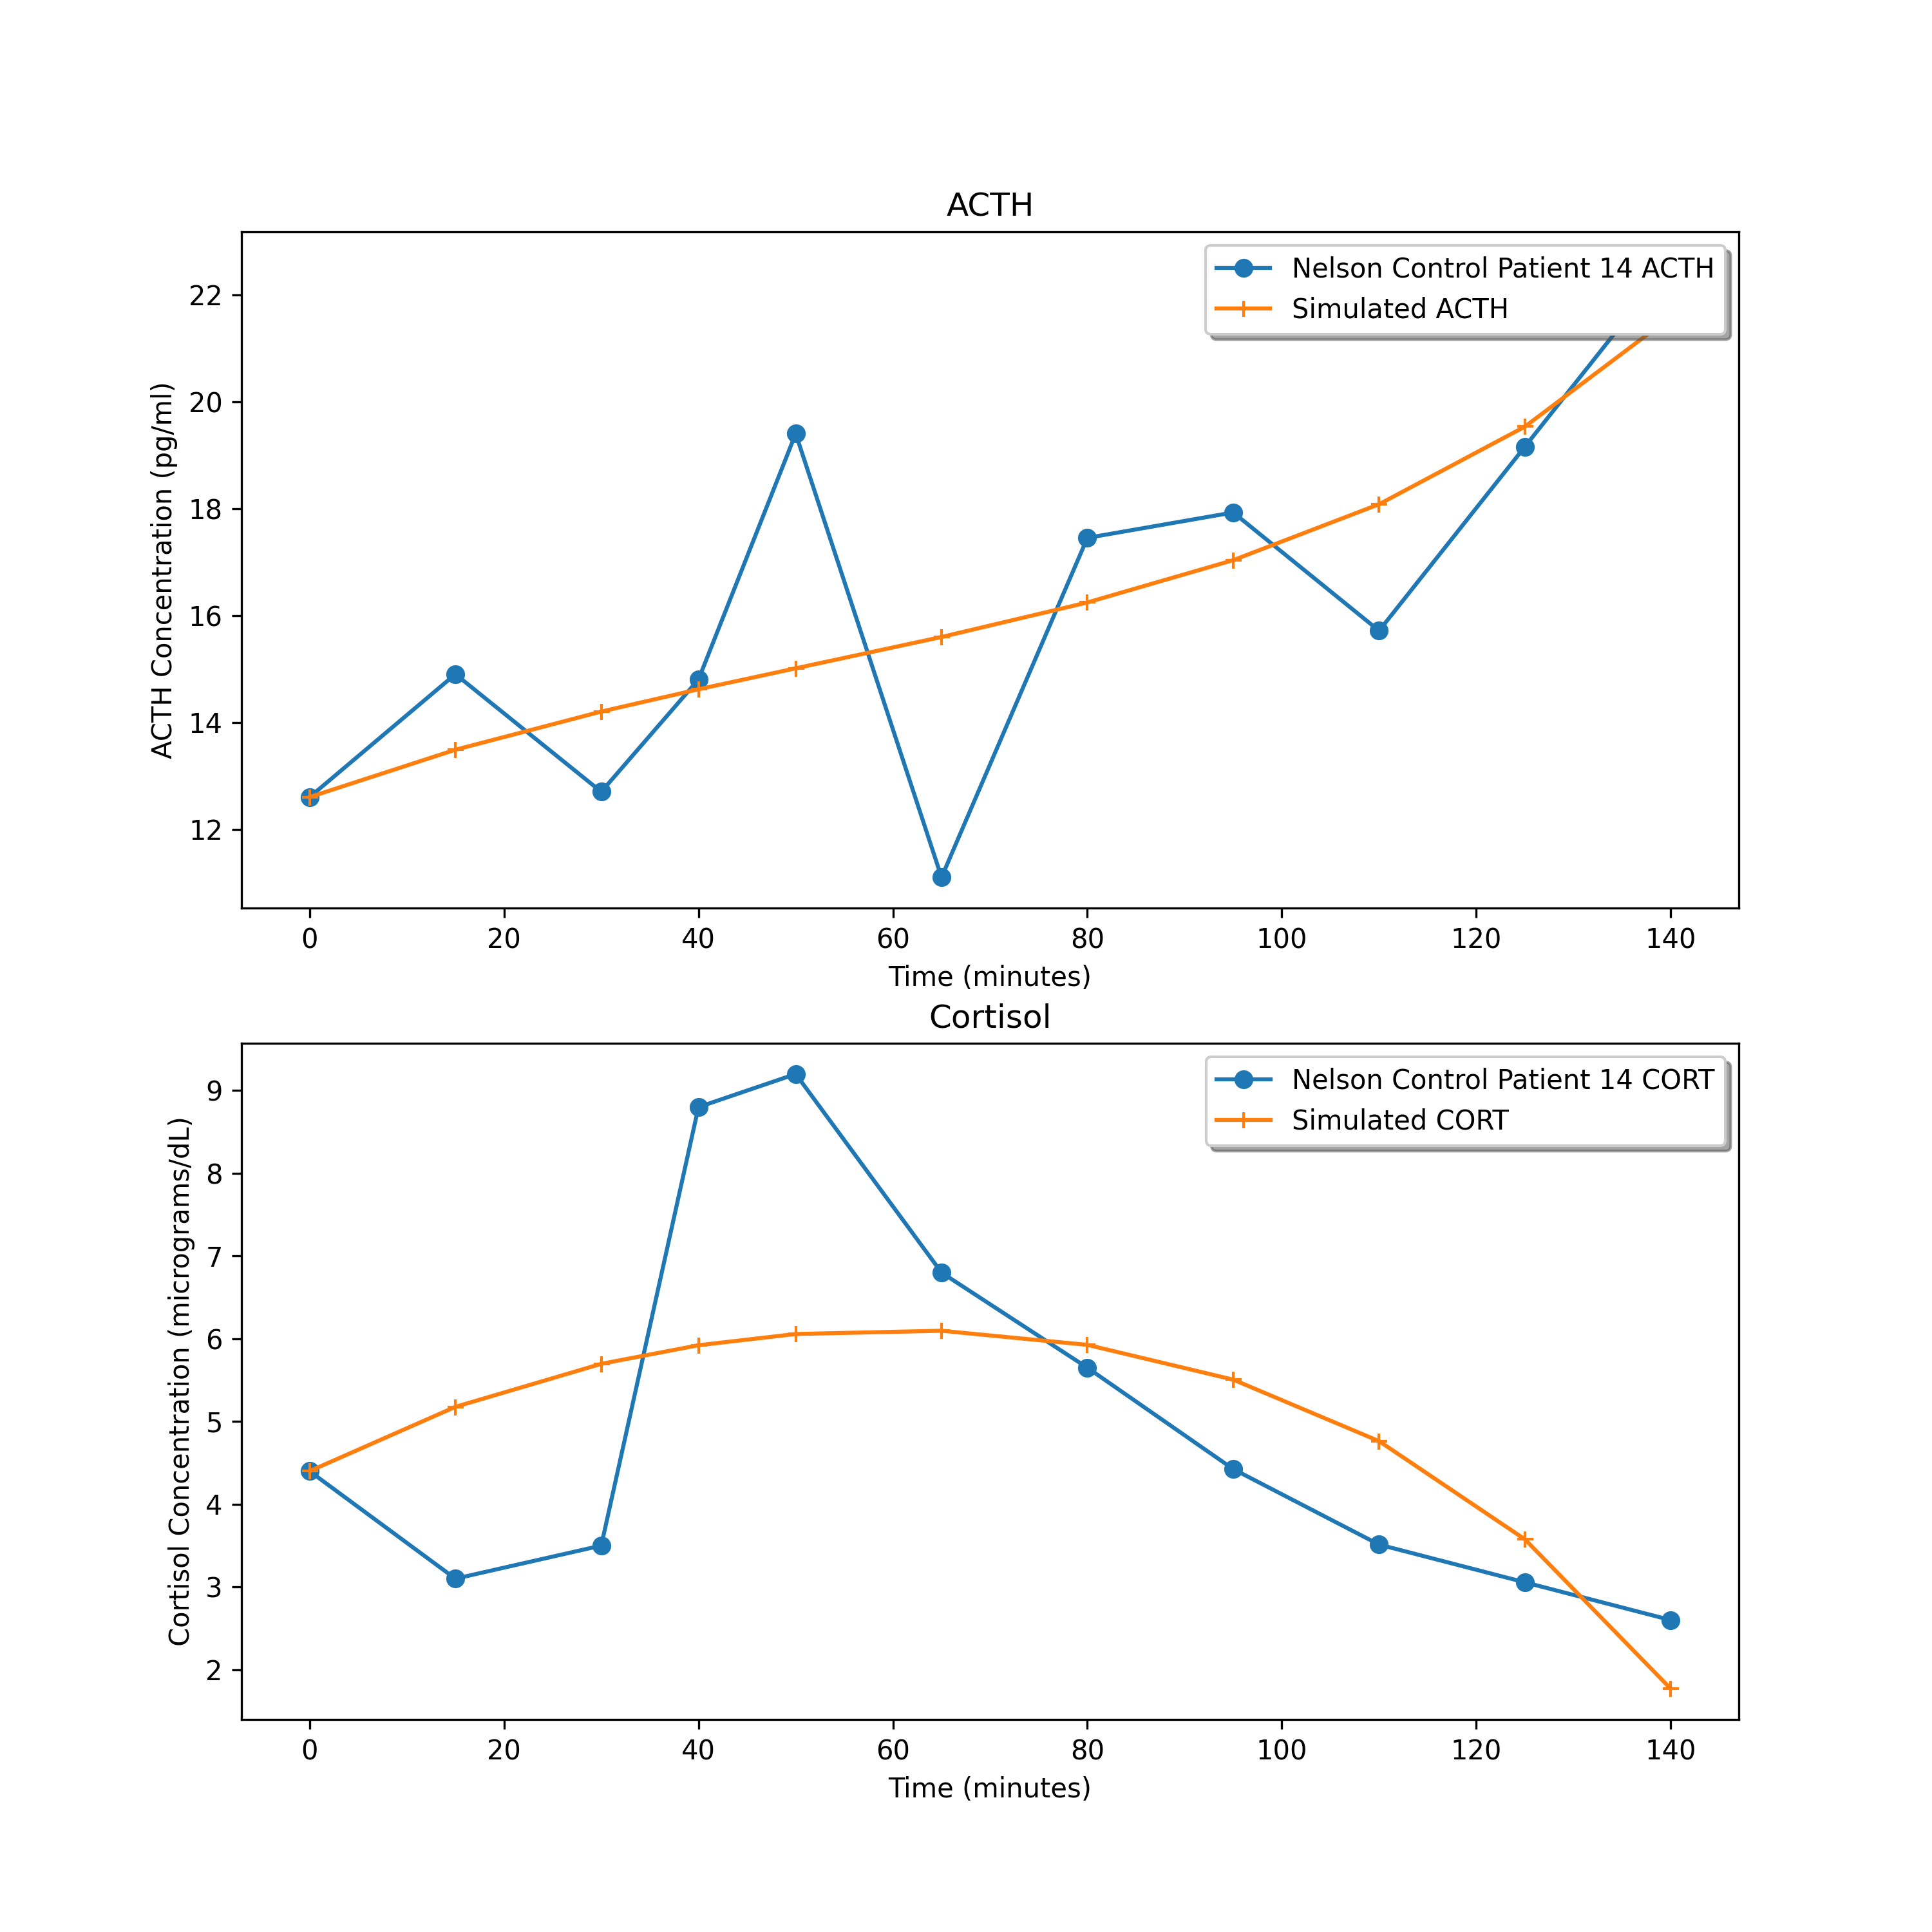 ACTH
Nelson Control Patient 14 ACTH
Simulated ACTH
ACTH Concentration (pg/ml)
22
20
18
16
14
12
0 20 40 60 80 100 120 140
Time (minutes)
Cortisol
Nelson Control Patient 14 CORT
Simulated CORT
Cortisol Concentration (micrograms/dL)
9
8
7
6
5
4
3
2
0 20 40 60 80 100 120 140
Time (minutes)